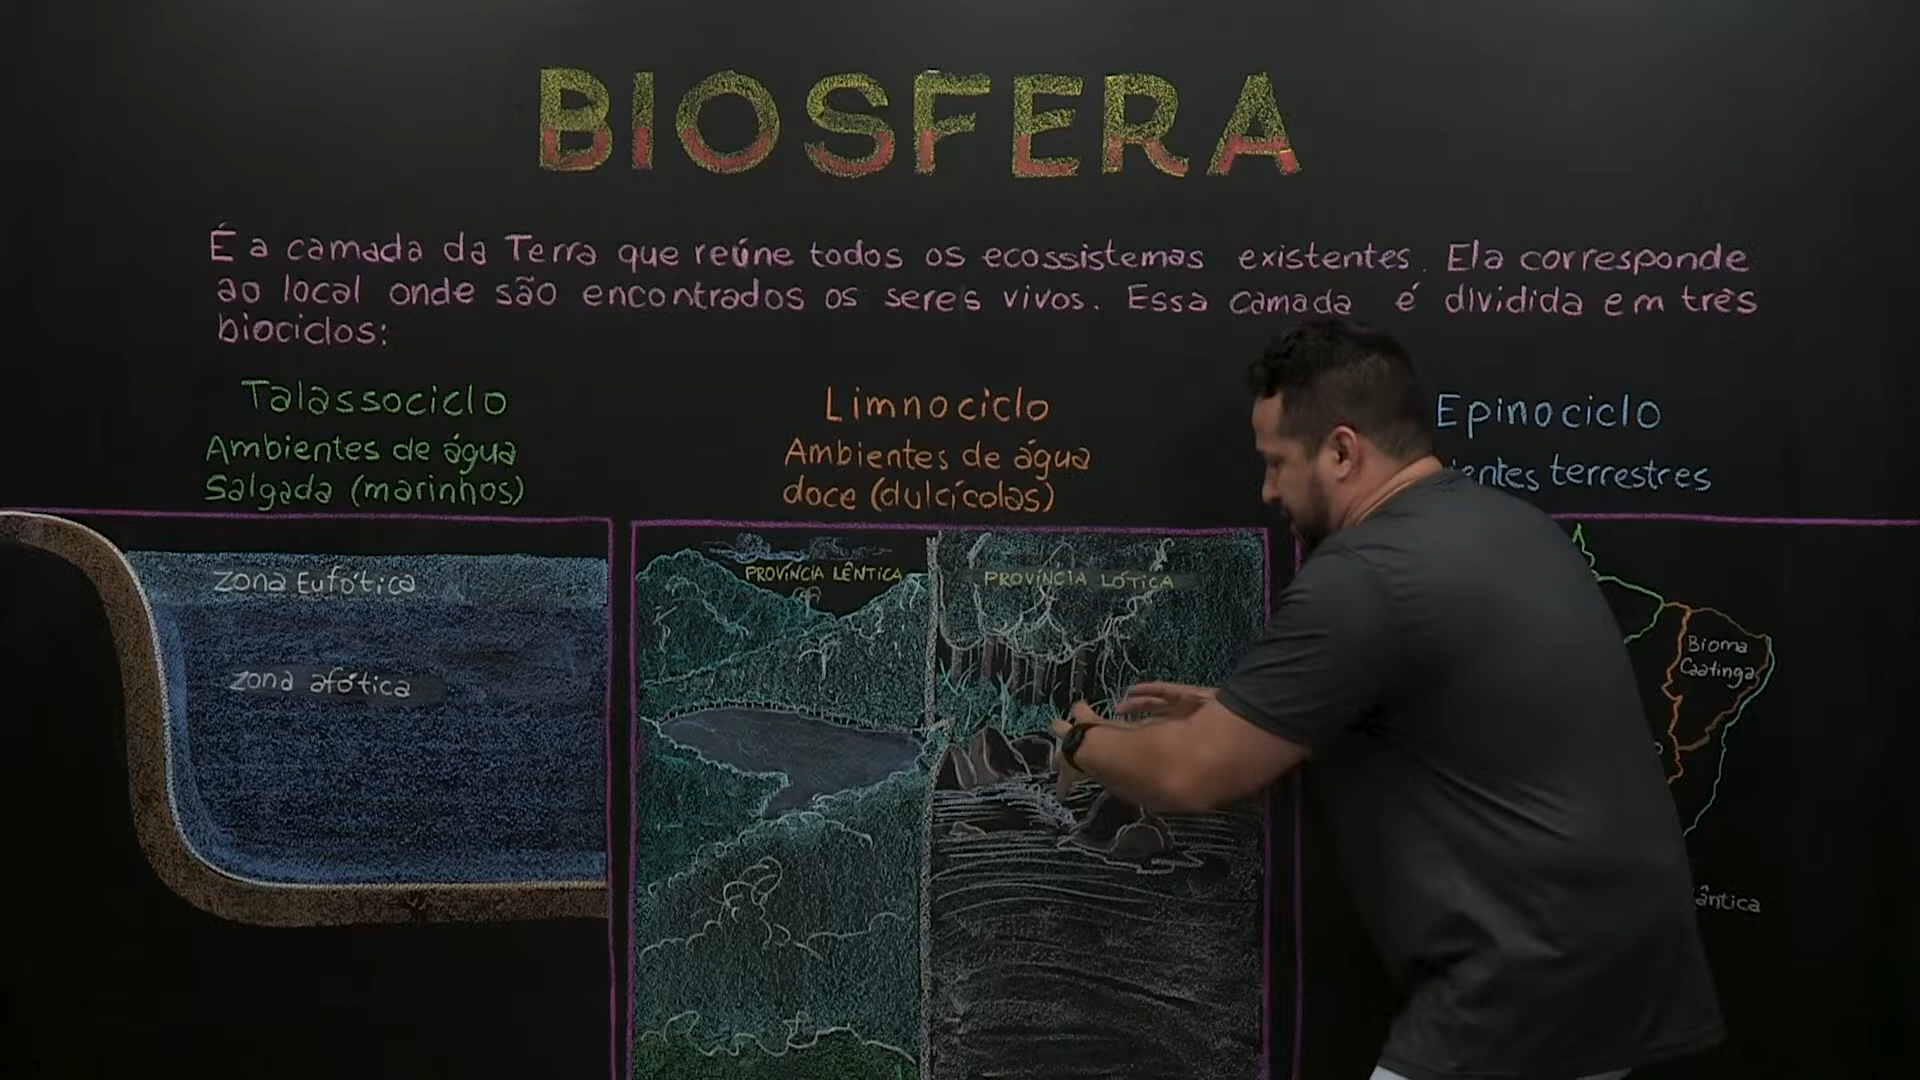 BIOSFERA
É a camada da Terra que reúne todos os ecossistemas existentes. Ela corresponde
ao local onde são encontrados os seres vivos. Essa camada é dividida em três
biociclos:
Talassociclo
Ambientes de água
Salgada (marinhos)
Zona Eufótica
Zona afótica
Limnociclo
Ambientes de água
doce (dulcícolas)
PROVÍNCIA LÊNTICA
PROVÍNCIA LÓTICA
Epinociclo
terrestres
Bioma
Caatinga